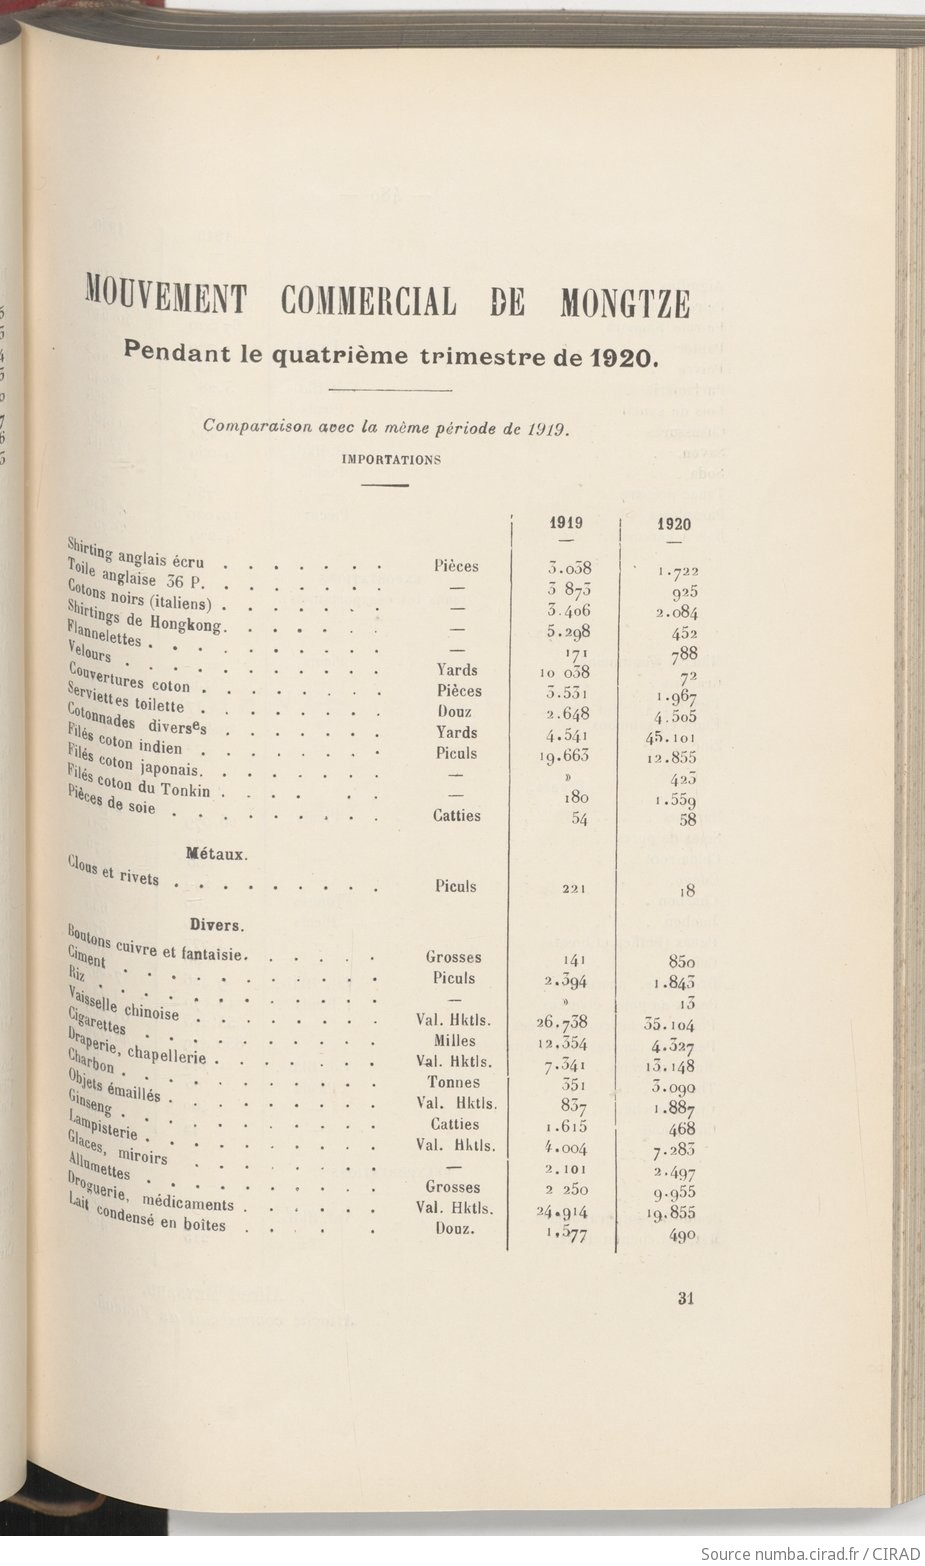 MOUVEMENT COMMERCIAL DE MONGTZE
Pendant le quatrième trimestre de 1920.
Comparaison avec la même période de 1919.
IMPORTATIONS
1919 1920
Shirting anglais écru . . . . . . . Pièces 3.038 1.722
Toile anglaise 36 P. . . . . . . . — 3 873 925
Cotons noirs (italiens) . . . . . . . — 3.406 2.084
Shirtings de Hongkong. . . . . . . — 5.298 452
Flannelettes . . . . . . . . . . — 171 788
Velours . . . . . . . . . . Yards 10 038 72
Couvertures coton . . . . . . . . Pièces 3.531 1.967
Serviettes toilette . . . . . . . . Douz 2.648 4.505
Cotonnades diverses . . . . . . . Yards 4.541 45.101
Filés coton indien . . . . . . . . Piculs 19.663 12.855
Filés coton japonais. . . . . . . . — » 423
Filés coton du Tonkin . . . . . . — 180 1.559
Pièces de soie . . . . . . . . . Catties 54 58
Métaux.
Clous et rivets . . . . . . . . . Piculs 221 18
Divers.
Boutons cuivre et fantaisie. . . . . . Grosses 141 850
Ciment . . . . . . . . . . . Piculs 2.394 1.843
Riz . . . . . . . . . . . . — » 13
Vaisselle chinoise . . . . . . . . Val. Hktls. 26.738 35.104
Cigarettes . . . . . . . . . . Milles 12.354 4.327
Draperie, chapellerie . . . . . . . Val. Hktls. 7.341 13.148
Charbon . . . . . . . . . . . Tonnes 351 3.090
Objets émaillés . . . . . . . . . Val. Hktls. 837 1.887
Ginseng . . . . . . . . . . . Catties 1.615 468
Lampisterie . . . . . . . . . . Val. Hktls. 4.004 7.283
Glaces, miroirs . . . . . . . . — 2.101 2.497
Allumettes . . . . . . . . . . Grosses 2 250 9.955
Droguerie, médicaments . . . . . . Val. Hktls. 24.914 19.855
Lait condensé en boîtes . . . . Douz. 1.577 490
31
Source numba.cirad.fr / CIRAD